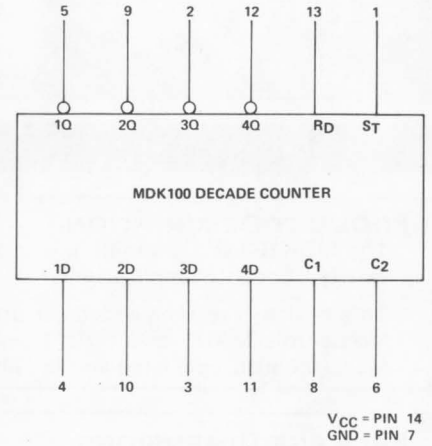 5 9 2 12 13 1
1Q 2Q 3Q 4Q RD ST
MDK100 DECADE COUNTER
1D 2D 3D 4D C1 C2
4 10 3 11 8 6
VCC = PIN 14
GND = PIN 7